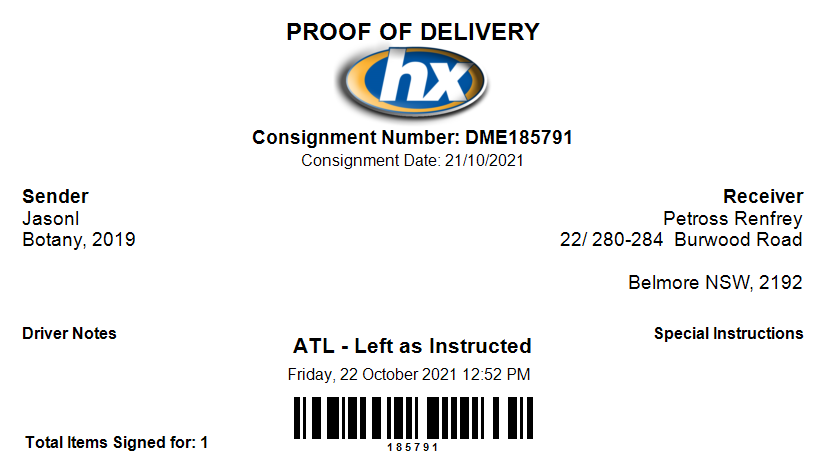 PROOF OF DELIVERY
hx
Consignment Number: DME185791
Consignment Date: 21/10/2021
Sender
JasonI
Botany, 2019
Receiver
Petross Renfrey
22/ 280-284 Burwood Road
Belmore NSW, 2192
Driver Notes
Special Instructions
ATL - Left as Instructed
Friday, 22 October 2021 12:52 PM
185791
Total Items Signed for: 1